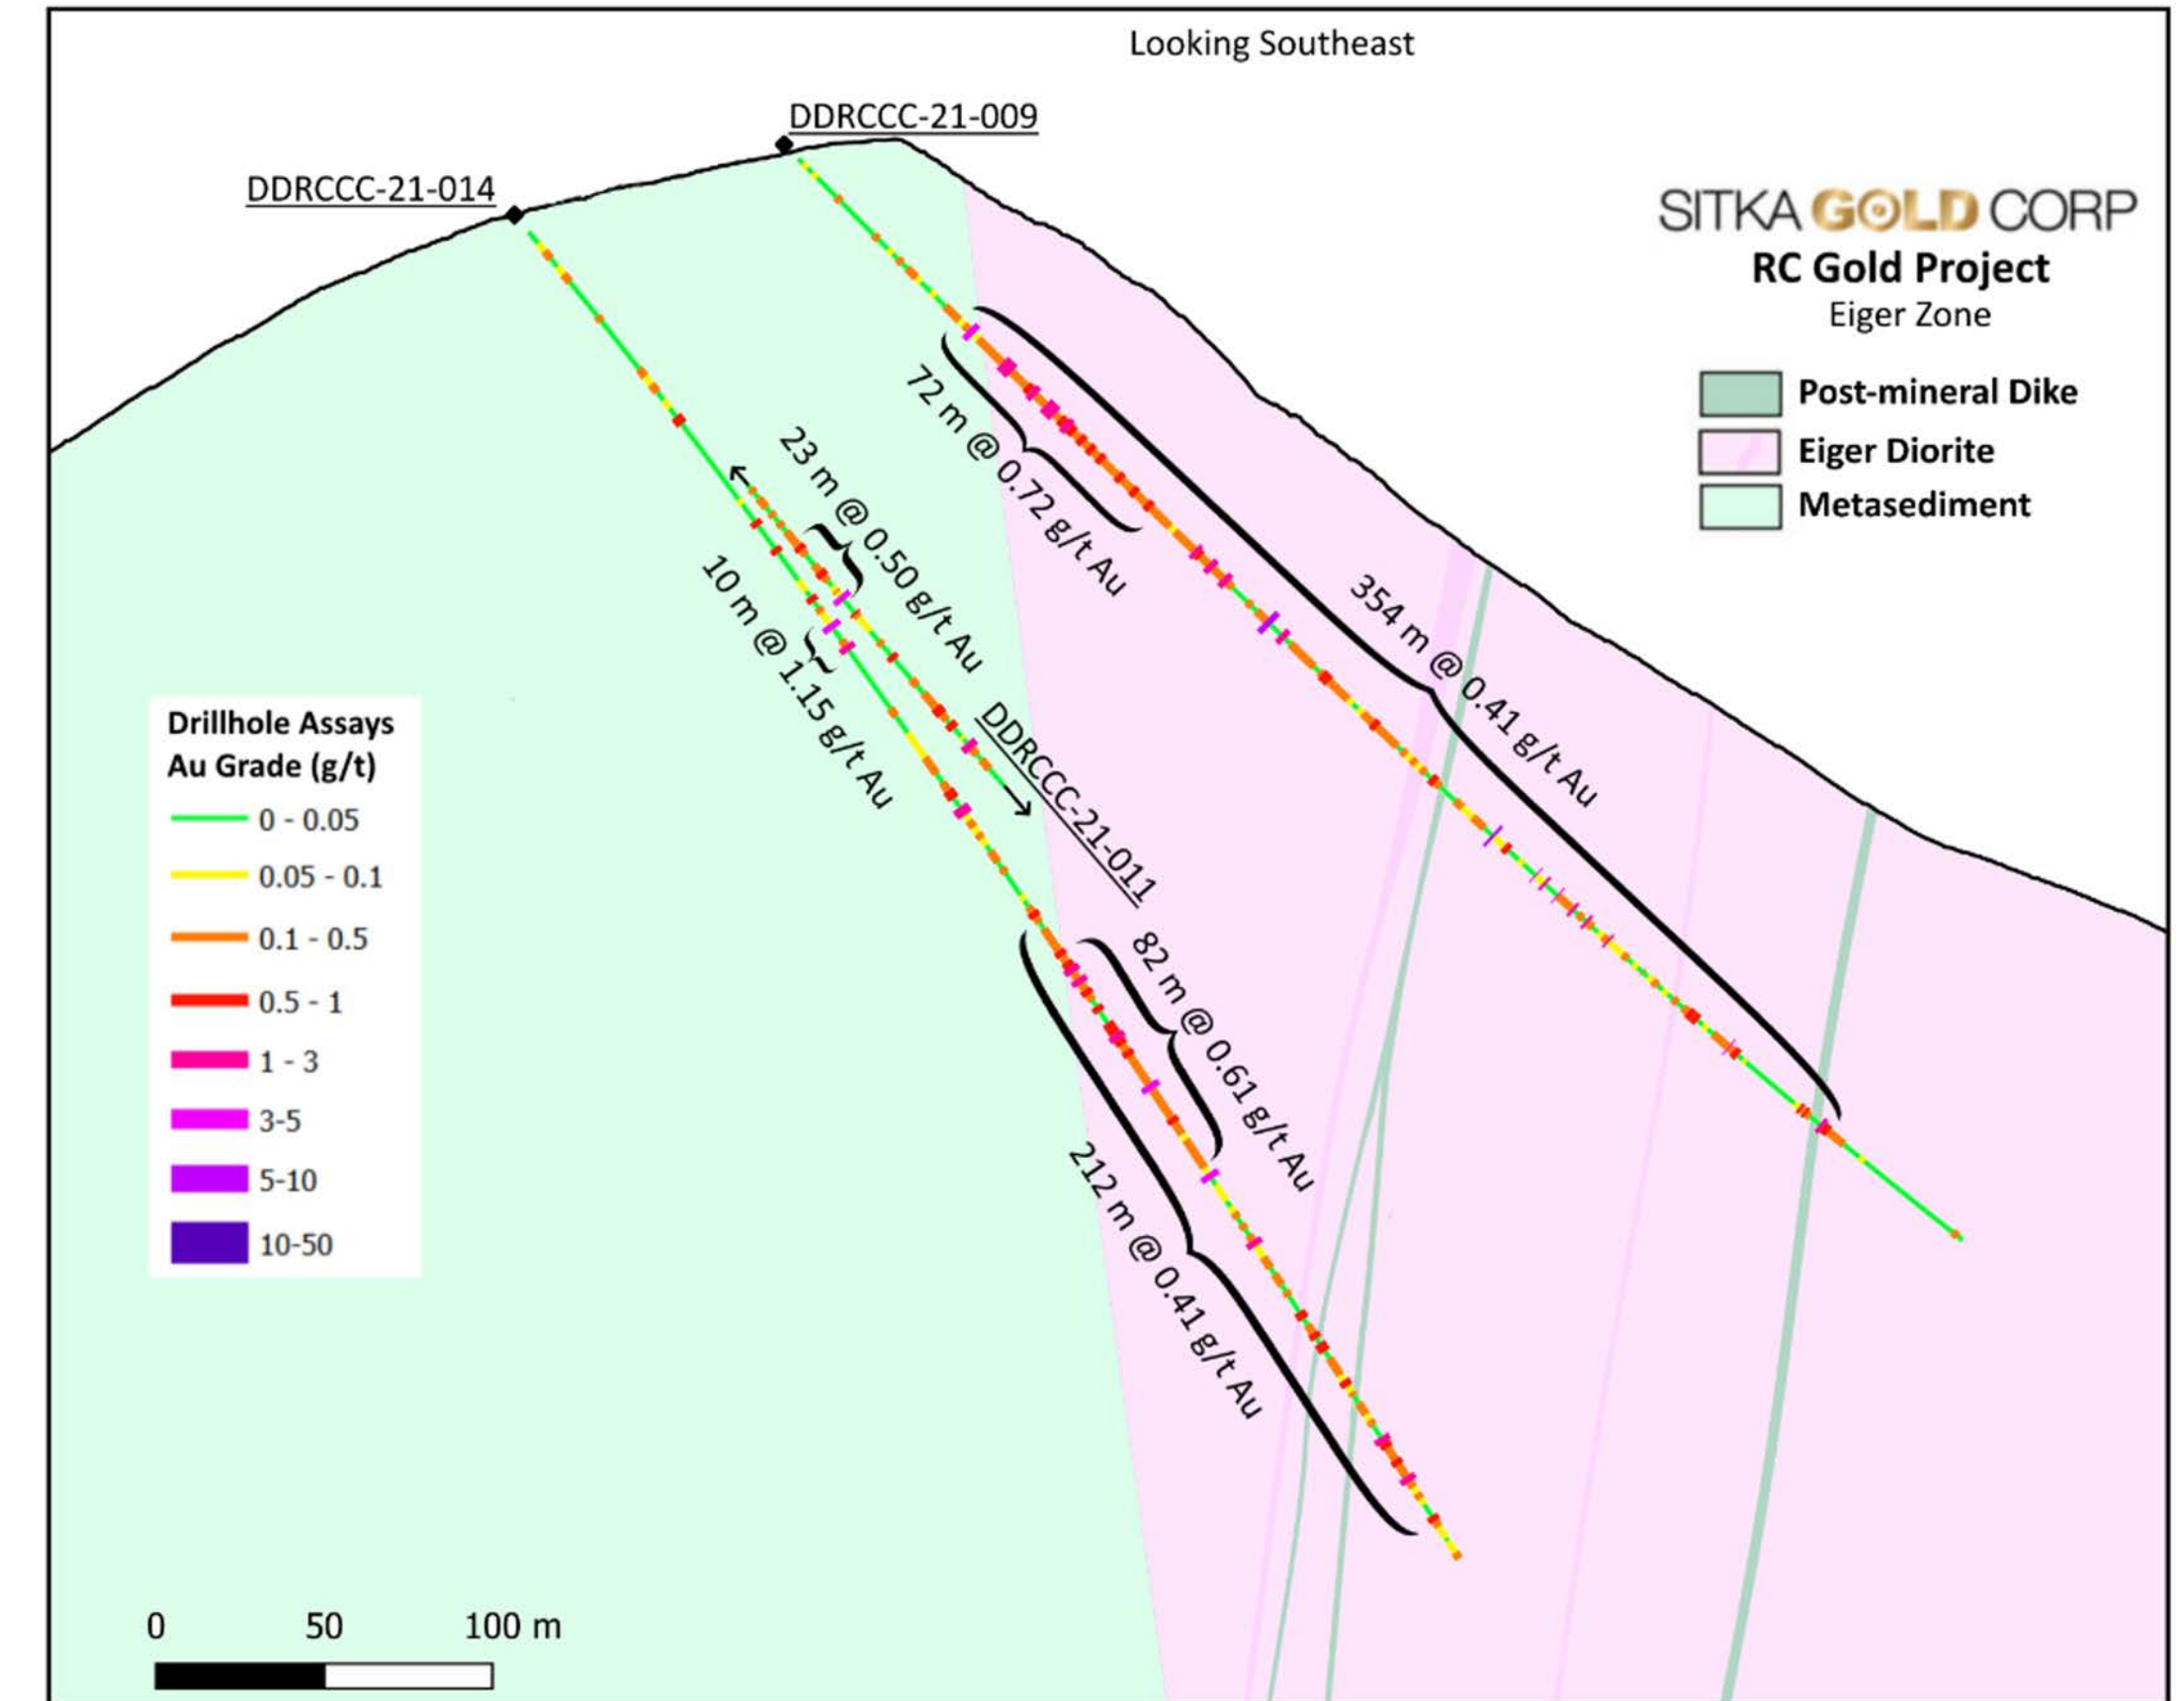 Looking Southeast
DDRCCC-21-009
DDRCCC-21-014
SITKA GOLD CORP
RC Gold Project
Eiger Zone
Post-mineral Dike
Eiger Diorite
Metasediment
72 m @ 0.72 g/t Au
23 m @ 0.50 g/t Au
10 m @ 1.15 g/t Au
354 m @ 0.41 g/t Au
DDRCCC-21-011
82 m @ 0.61 g/t Au
212 m @ 0.41 g/t Au
Drillhole Assays
Au Grade (g/t)
0 - 0.05
0.05 - 0.1
0.1 - 0.5
0.5 - 1
1 - 3
3-5
5-10
10-50
0 50 100 m